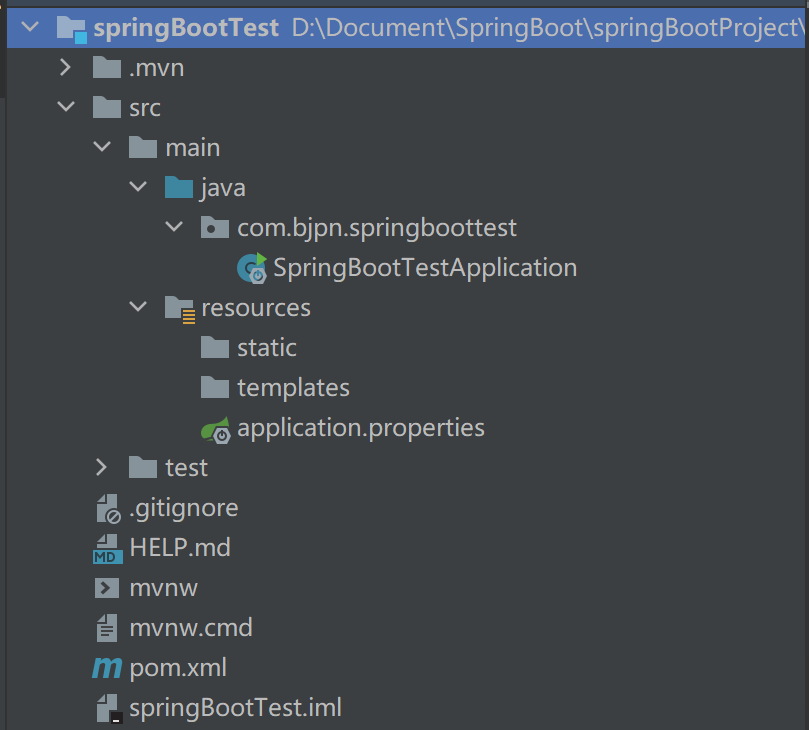 springBootTest D:\Document\SpringBoot\springBootProject\
.mvn
src
main
java
com.bjpn.springboottest
SpringBootTestApplication
resources
static
templates
application.properties
test
.gitignore
MD HELP.md
mvnw
mvnw.cmd
m pom.xml
springBootTest.iml